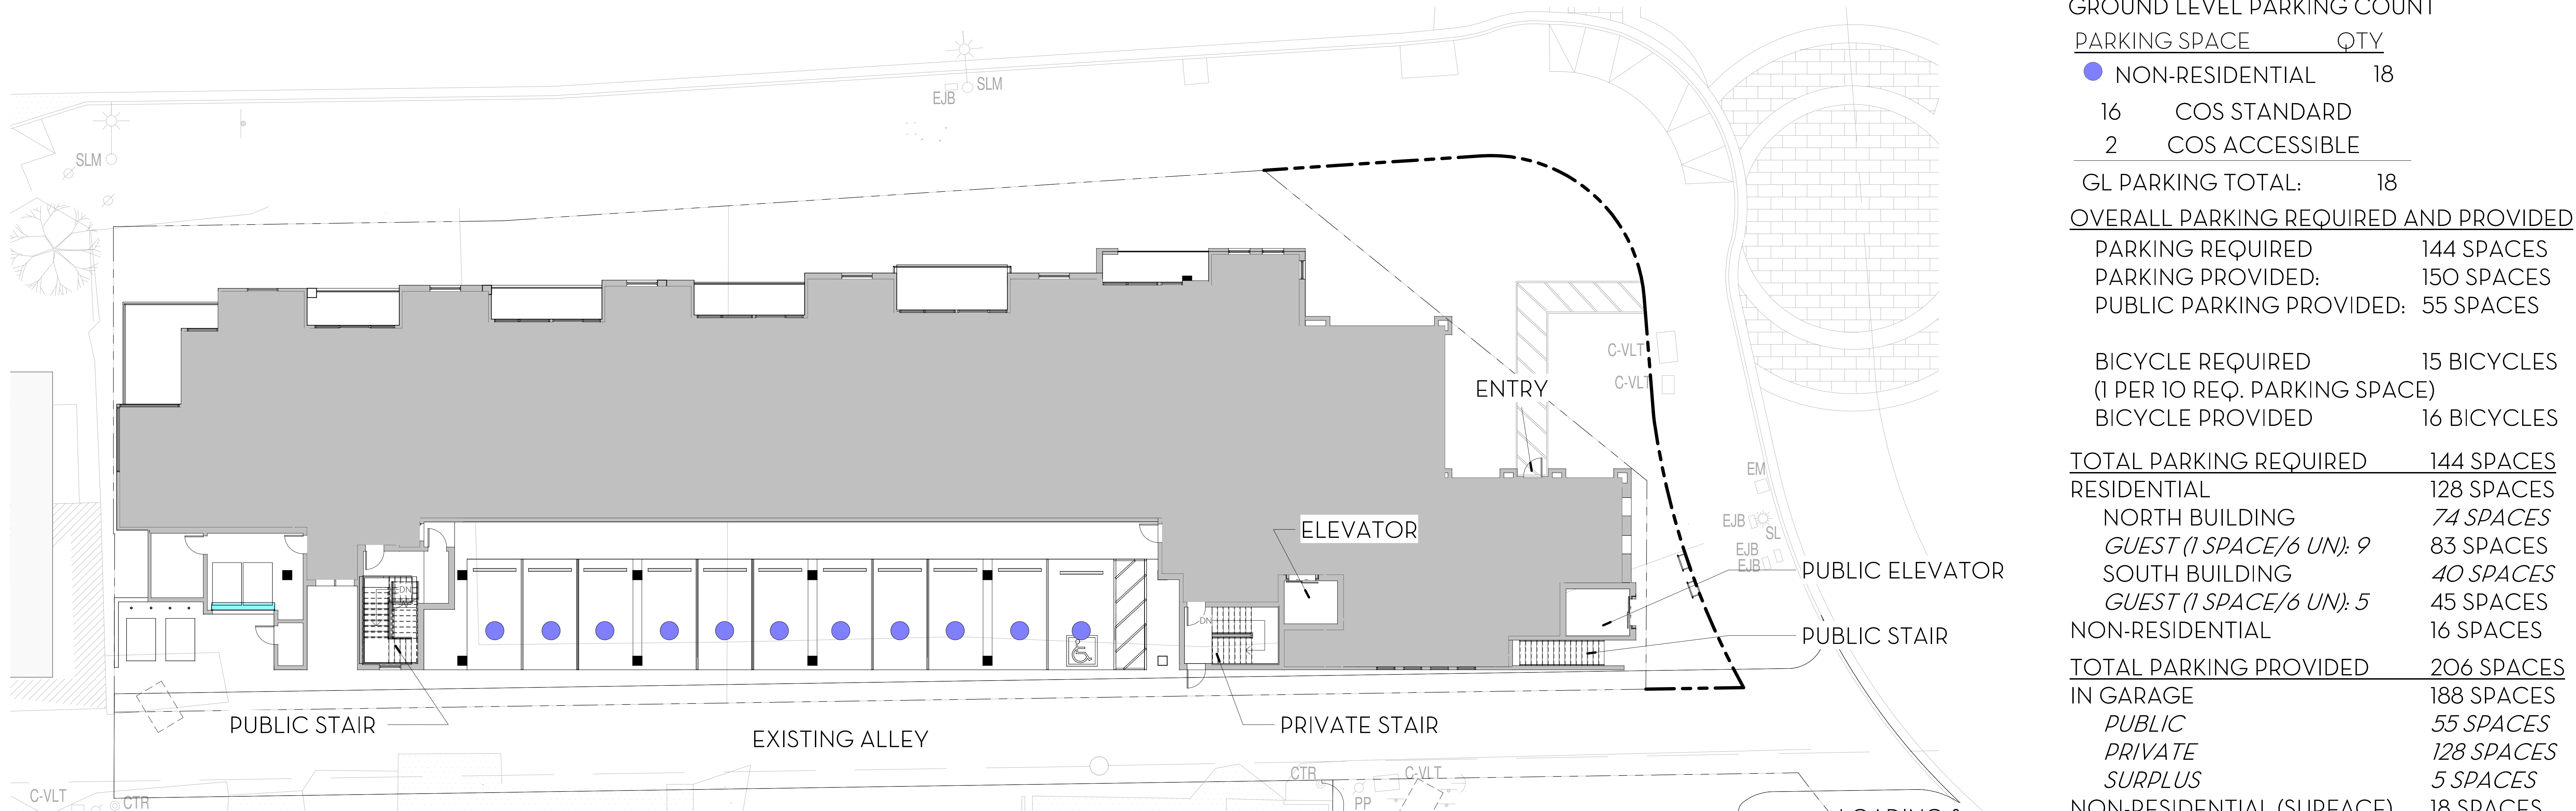 SLM
EJB
SLM
C-VLT
C-VLT
ENTRY
EM
EJB
SL
EJB
EJB
ELEVATOR
PUBLIC ELEVATOR
DN
DN
PUBLIC STAIR
PUBLIC STAIR
PRIVATE STAIR
EXISTING ALLEY
C-VLT
CTR
CTR
C-VLT
PP
GROUND LEVEL PARKING COUNT
PARKING SPACE QTY
NON-RESIDENTIAL 18
16 COS STANDARD
2 COS ACCESSIBLE
GL PARKING TOTAL: 18
OVERALL PARKING REQUIRED AND PROVIDED
PARKING REQUIRED 144 SPACES
PARKING PROVIDED: 150 SPACES
PUBLIC PARKING PROVIDED: 55 SPACES
BICYCLE REQUIRED 15 BICYCLES
(1 PER 10 REQ. PARKING SPACE)
BICYCLE PROVIDED 16 BICYCLES
TOTAL PARKING REQUIRED 144 SPACES
RESIDENTIAL 128 SPACES
NORTH BUILDING 74 SPACES
GUEST (1 SPACE/6 UN): 9 83 SPACES
SOUTH BUILDING 40 SPACES
GUEST (1 SPACE/6 UN): 5 45 SPACES
NON-RESIDENTIAL 16 SPACES
TOTAL PARKING PROVIDED 206 SPACES
IN GARAGE 188 SPACES
PUBLIC 55 SPACES
PRIVATE 128 SPACES
SURPLUS 5 SPACES
NON-RESIDENTIAL (SURFACE) 18 SPACES
LOADING &